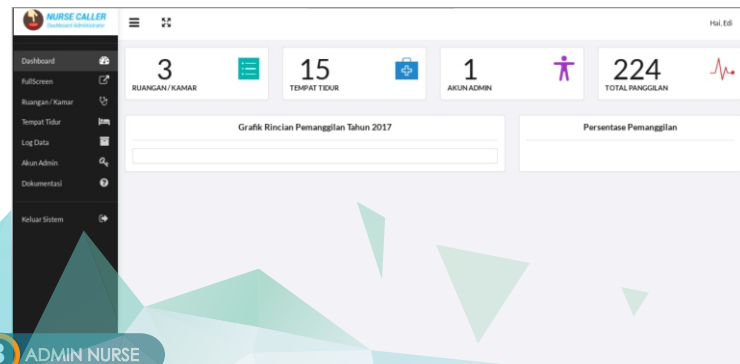 NURSE CALLER
Dashboard Administrator
Hai, Edi
Dashboard
FullScreen
Ruangan / Kamar
Tempat Tidur
Log Data
Akun Admin
Dokumentasi
Keluar Sistem
3
RUANGAN / KAMAR
15
TEMPAT TIDUR
1
AKUN ADMIN
224
TOTAL PANGGILAN
Grafik Rincian Pemanggilan Tahun 2017
Persentase Pemanggilan
ADMIN NURSE